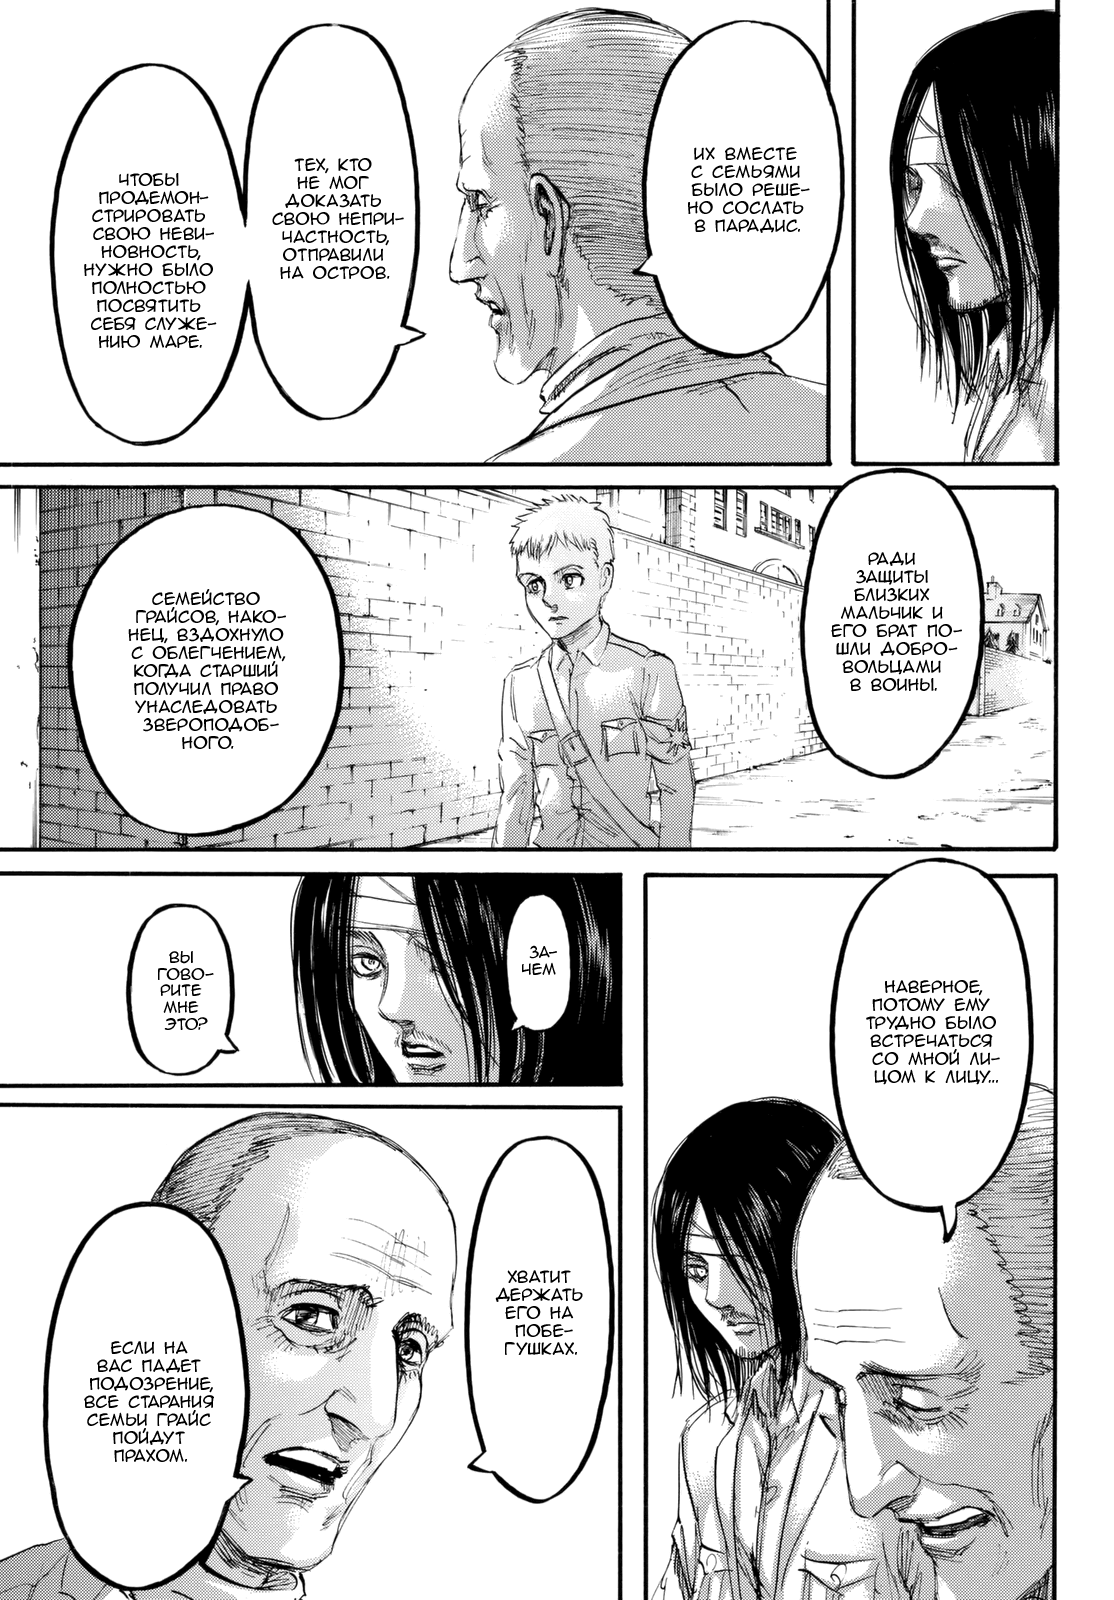 ИХ ВМЕСТЕ
С СЕМЬЯМИ
БЫЛО РЕШЕ-
НО СОСЛАТЬ
В ПАРАДИС.
ТЕХ, КТО
НЕ МОГ
ДОКАЗАТЬ
СВОЮ НЕПРИ-
ЧАСТНОСТЬ,
ОТПРАВИЛИ
НА ОСТРОВ.
ЧТОБЫ
ПРОДЕМОН-
СТРИРОВАТЬ
СВОЮ НЕВИ-
НОВНОСТЬ,
НУЖНО БЫЛО
ПОЛНОСТЬЮ
ПОСВЯТИТЬ
СЕБЯ СЛУЖЕ-
НИЮ МАРЕ.
РАДИ
ЗАЩИТЫ
БЛИЗКИХ
МАЛЬЧИК И
ЕГО БРАТ ПО-
ШЛИ ДОБРО-
ВОЛЬЦАМИ
В ВОИНЫ.
СЕМЕЙСТВО
ГРАЙСОВ, НАКО-
НЕЦ, ВЗДОХНУЛО
С ОБЛЕГЧЕНИЕМ,
КОГДА СТАРШИЙ
ПОЛУЧИЛ ПРАВО
УНАСЛЕДОВАТЬ
ЗВЕРОПОДОБ-
НОГО.
НАВЕРНОЕ,
ПОТОМУ ЕМУ
ТРУДНО БЫЛО
ВСТРЕЧАТЬСЯ
СО МНОЙ ЛИ-
ЦОМ К ЛИЦУ...
ЗА-
ЧЕМ
ВЫ
ГОВО-
РИТЕ
МНЕ
ЭТО?
ХВАТИТ
ДЕРЖАТЬ
ЕГО НА
ПОБЕ-
ГУШКАХ.
ЕСЛИ НА
ВАС ПАДЕТ
ПОДОЗРЕНИЕ,
ВСЕ СТАРАНИЯ
СЕМЬИ ГРАЙС
ПОЙДУТ
ПРАХОМ.